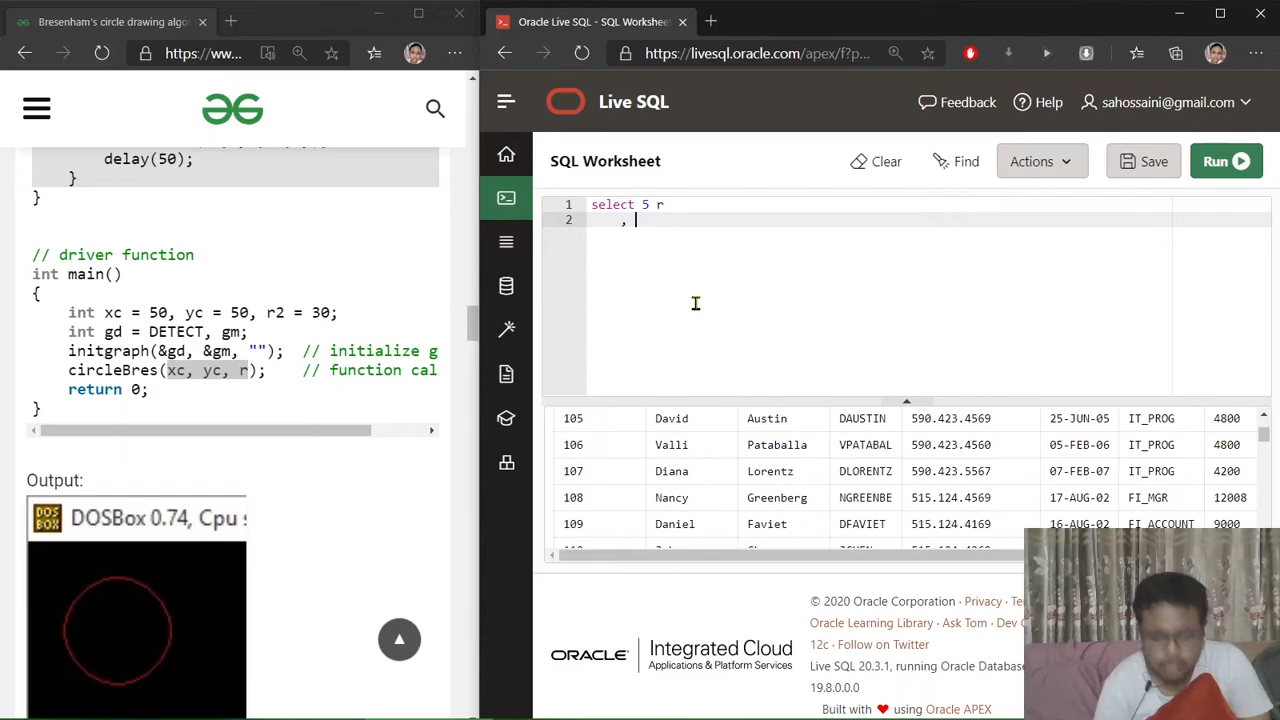 Bresenham's circle drawing algo
https://www...
delay(50);
}
}
// driver function
int main()
{
int xc = 50, yc = 50, r2 = 30;
int gd = DETECT, gm;
initgraph(&gd, &gm, ""); // initialize g
circleBres(xc, yc, r); // function cal
return 0;
}
Output:
DOSBox 0.74, Cpu s
Oracle Live SQL - SQL Worksheet
https://livesql.oracle.com/apex/f?p...
Live SQL
Feedback
Help
sahossaini@gmail.com
SQL Worksheet
Clear
Find
Actions
Save
Run
1 select 5 r
2 ,
105 David Austin DAUSTIN 590.423.4569 25-JUN-05 IT_PROG 4800
106 Valli Pataballa VPATABAL 590.423.4560 05-FEB-06 IT_PROG 4800
107 Diana Lorentz DLORENTZ 590.423.5567 07-FEB-07 IT_PROG 4200
108 Nancy Greenberg NGREENBE 515.124.4569 17-AUG-02 FI_MGR 12008
109 Daniel Faviet DFAVIET 515.124.4169 16-AUG-02 FI_ACCOUNT 9000
ORACLE
Integrated Cloud
Applications & Platform Services
© 2020 Oracle Corporation · Privacy · Te
Oracle Learning Library · Ask Tom · Dev
12c · Follow on Twitter
Live SQL 20.3.1, running Oracle Database
19.8.0.0.0
Built with ♥ using Oracle APEX